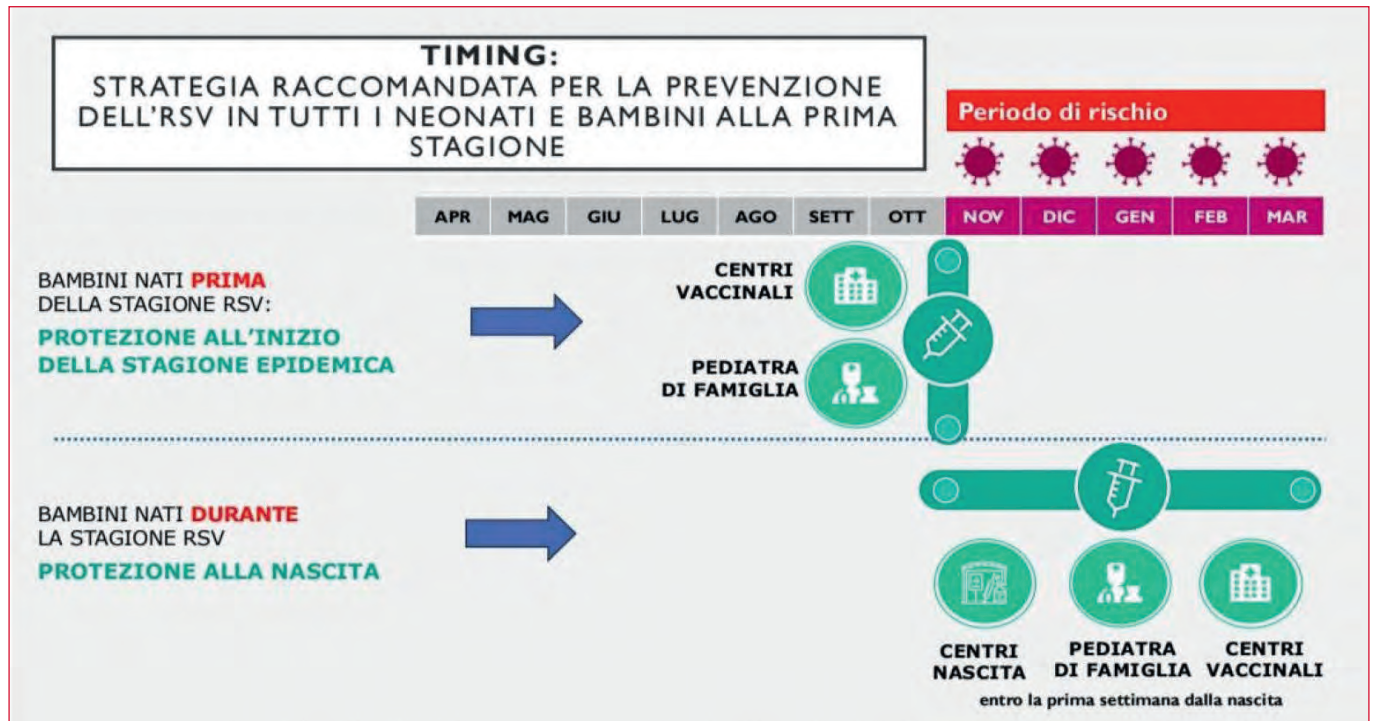 TIMING:
STRATEGIA RACCOMANDATA PER LA PREVENZIONE
DELL'RSV IN TUTTI I NEONATI E BAMBINI ALLA PRIMA
STAGIONE
Periodo di rischio
APR MAG GIU LUG AGO SETT OTT NOV DIC GEN FEB MAR
BAMBINI NATI PRIMA
DELLA STAGIONE RSV:
PROTEZIONE ALL'INIZIO
DELLA STAGIONE EPIDEMICA
CENTRI
VACCINALI
PEDIATRA
DI FAMIGLIA
BAMBINI NATI DURANTE
LA STAGIONE RSV
PROTEZIONE ALLA NASCITA
CENTRI
NASCITA
PEDIATRA
DI FAMIGLIA
CENTRI
VACCINALI
entro la prima settimana dalla nascita